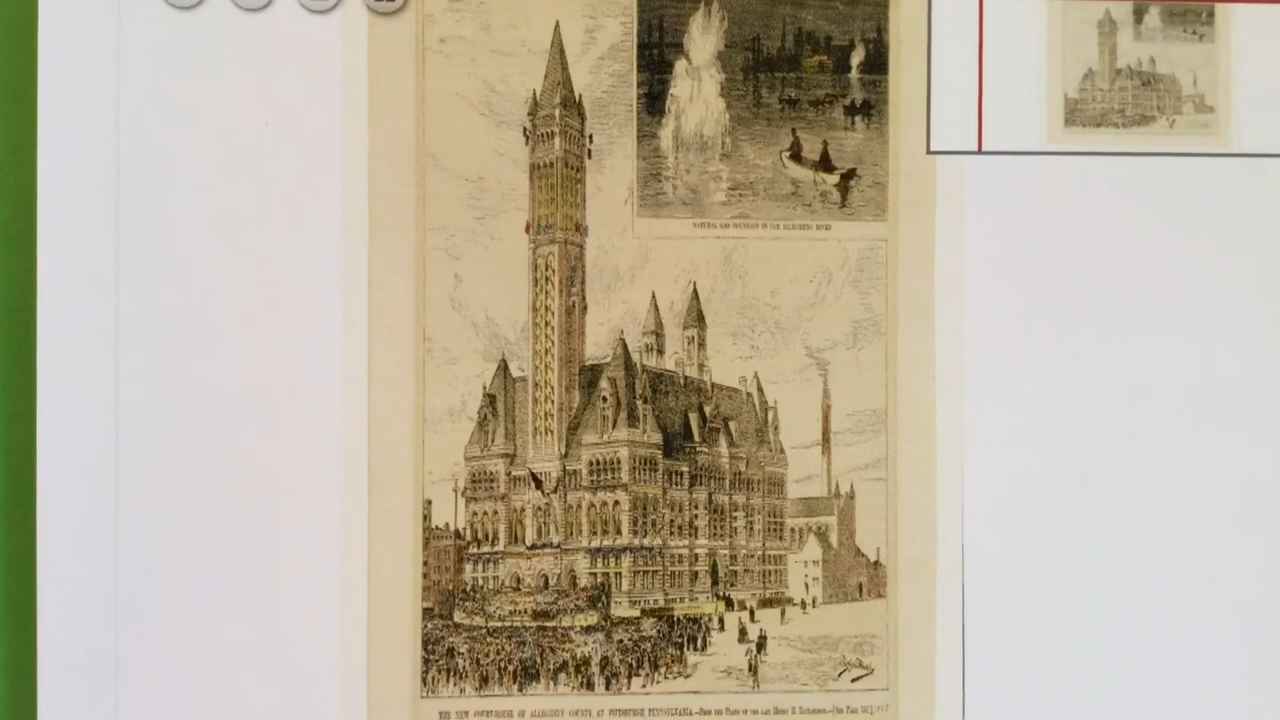 NATURAL GAS FOUNTAIN IN THE ALLEGHENY RIVER
THE NEW COURT-HOUSE OF ALLEGHENY COUNTY, AT PITTSBURGH, PENNSYLVANIA.—From the Plans of the late Henry H. Richardson.—[See Page